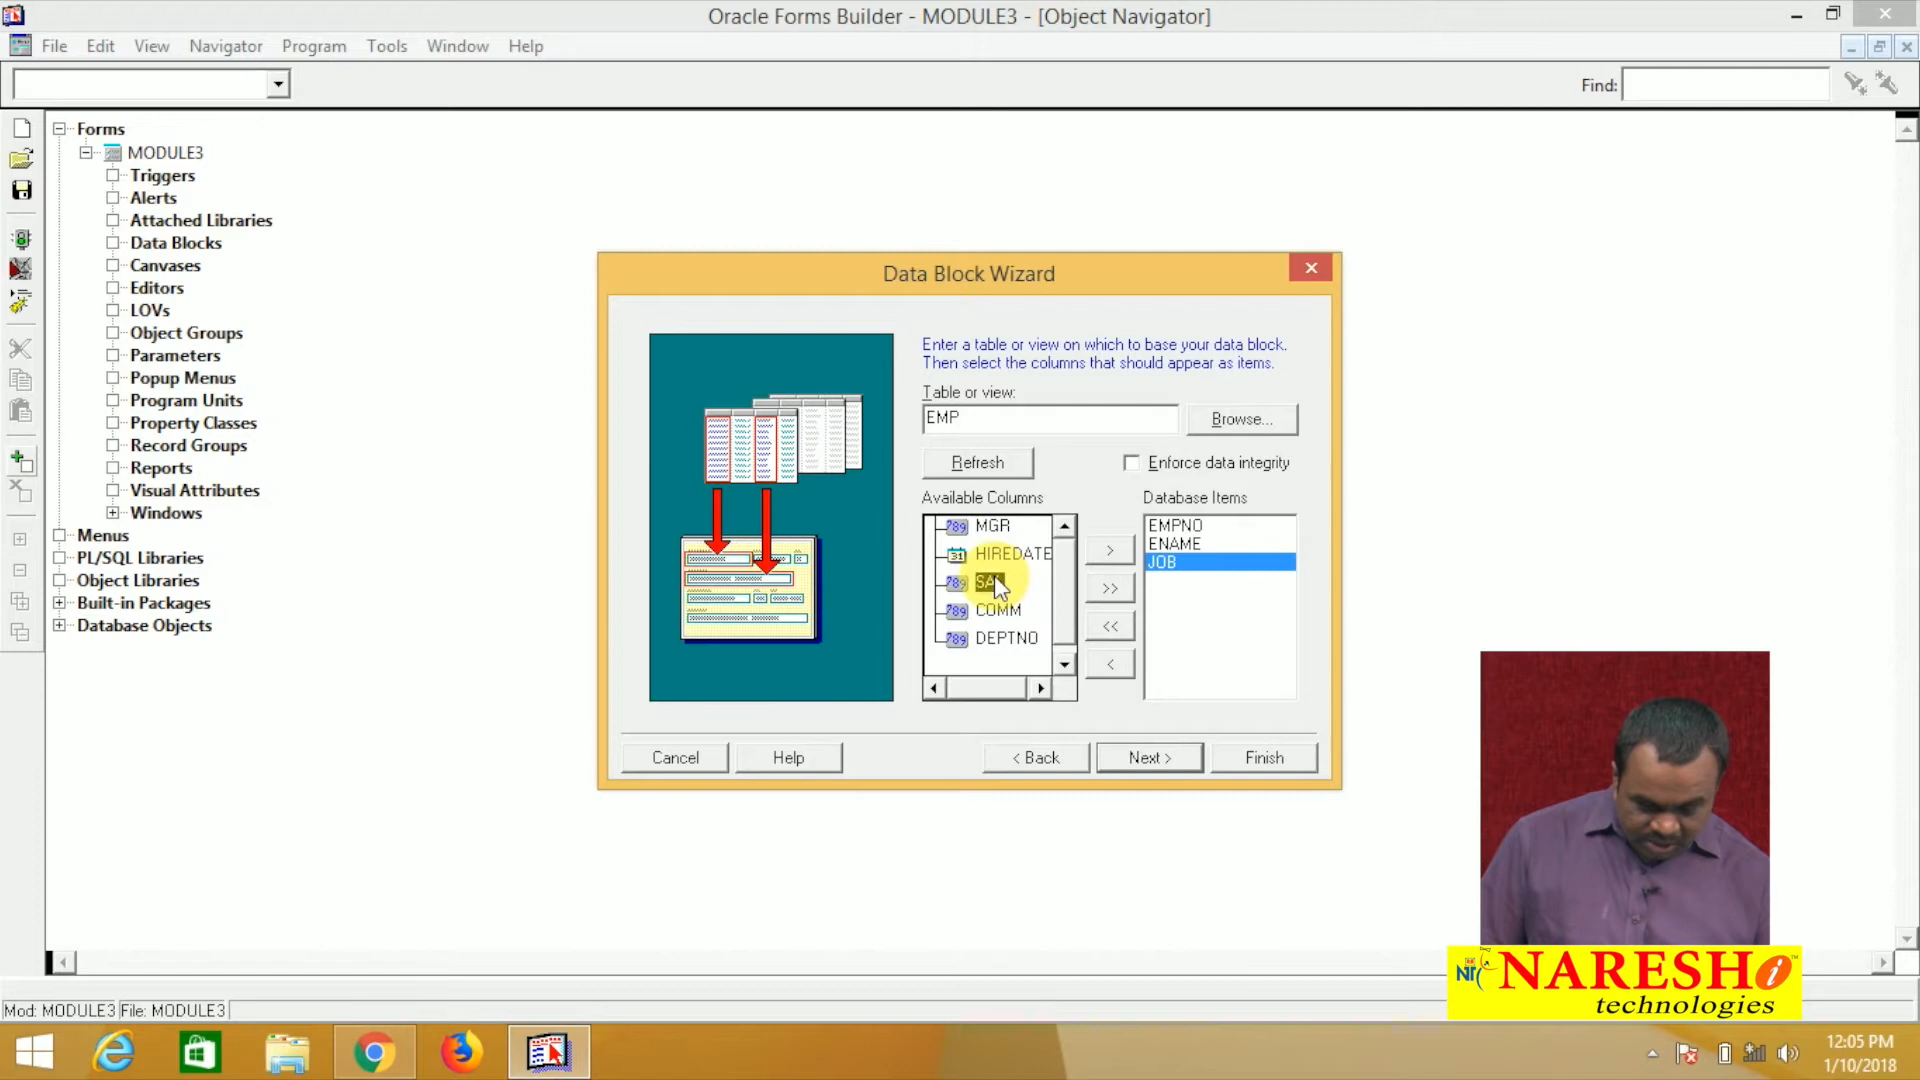 Oracle Forms Builder - MODULE3 - [Object Navigator]
File Edit View Navigator Program Tools Window Help
Find:
Forms
MODULE3
Triggers
Alerts
Attached Libraries
Data Blocks
Canvases
Editors
LOVs
Object Groups
Parameters
Popup Menus
Program Units
Property Classes
Record Groups
Reports
Visual Attributes
Windows
Menus
PL/SQL Libraries
Object Libraries
Built-in Packages
Database Objects
Data Block Wizard
Enter a table or view on which to base your data block.
Then select the columns that should appear as items.
Table or view:
EMP
Browse...
Refresh
Enforce data integrity
Available Columns
Database Items
789 MGR
31 HIREDATE
789
789 COMM
789 DEPTNO
>
>>
<<
<
EMPNO
ENAME
JOB
Cancel
Help
< Back
Next >
Finish
NARESH i
technologies
Mod: MODULE3 File: MODULE3
12:05 PM
1/10/2018